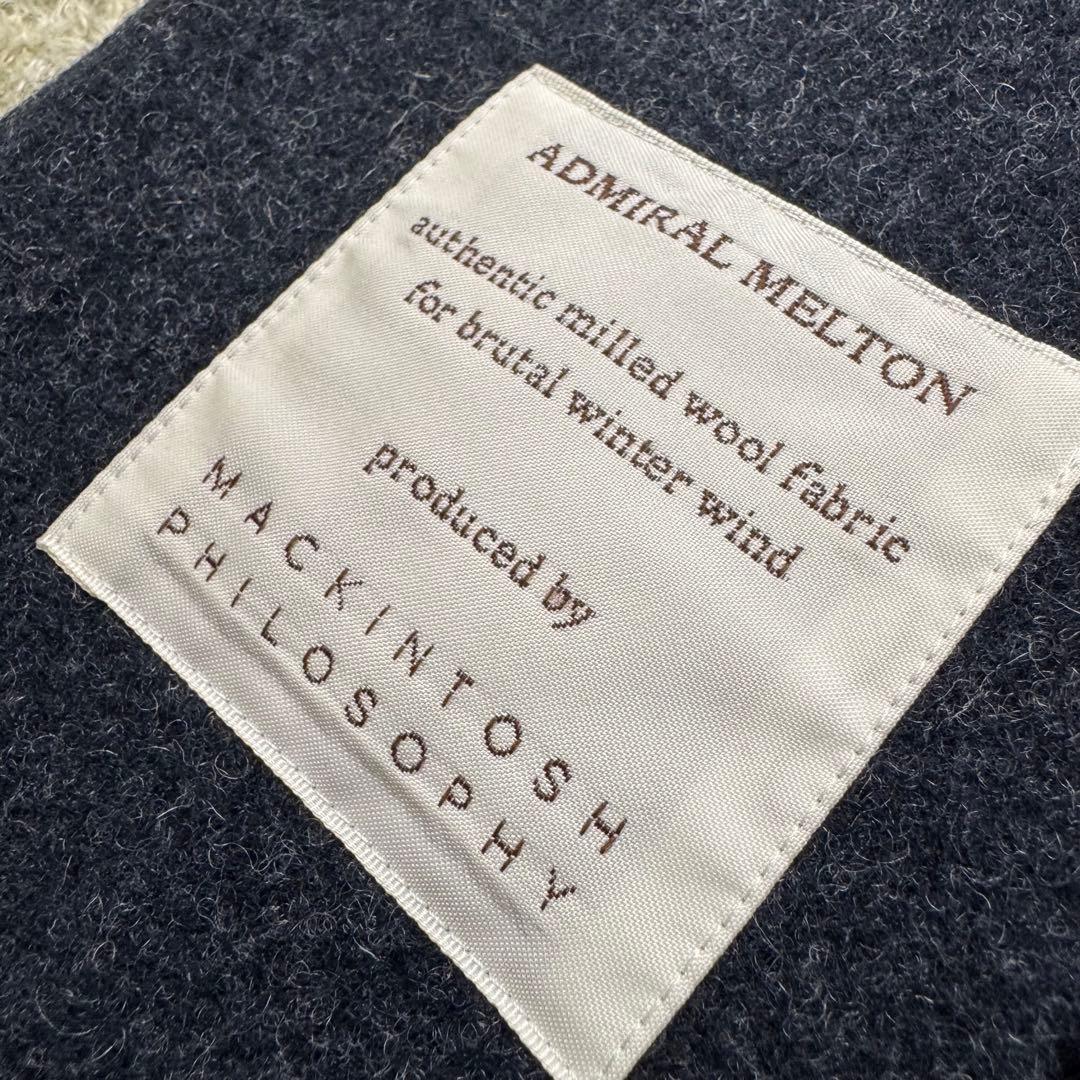 ADMIRAL MELTON
authentic milled wool fabric
for brutal winter wind
produced by
MACKINTOSH
PHILOSOPHY